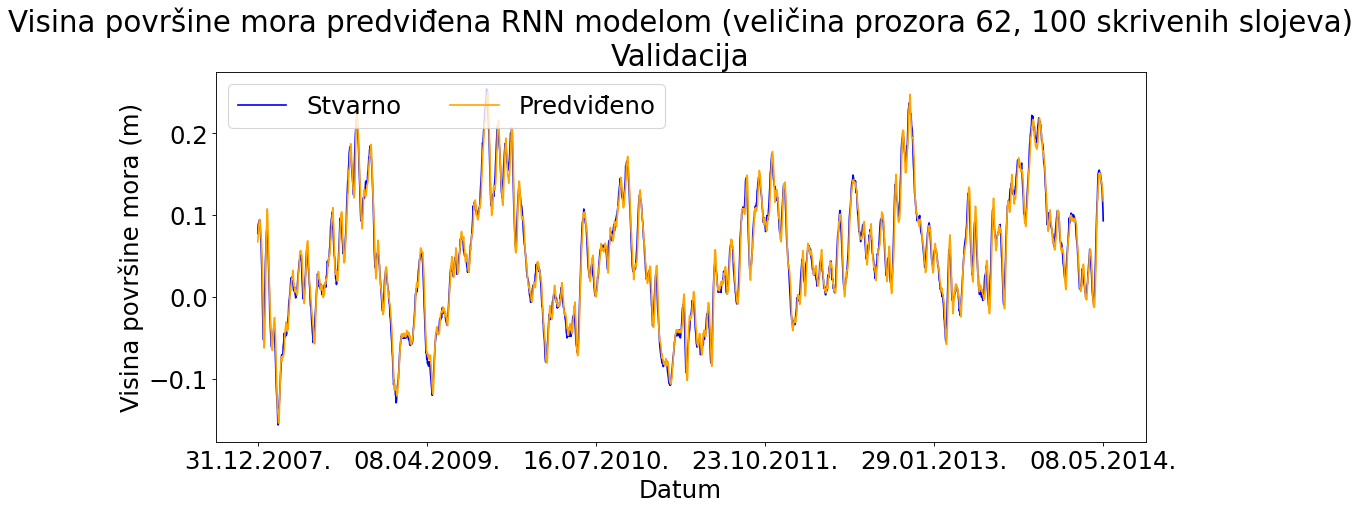 Visina površine mora predviđena RNN modelom (veličina prozora 62, 100 skrivenih slojeva)
Validacija
Stvarno
Predviđeno
Visina površine mora (m)
0.2
0.1
0.0
−0.1
31.12.2007.
08.04.2009.
16.07.2010.
23.10.2011.
29.01.2013.
08.05.2014.
Datum